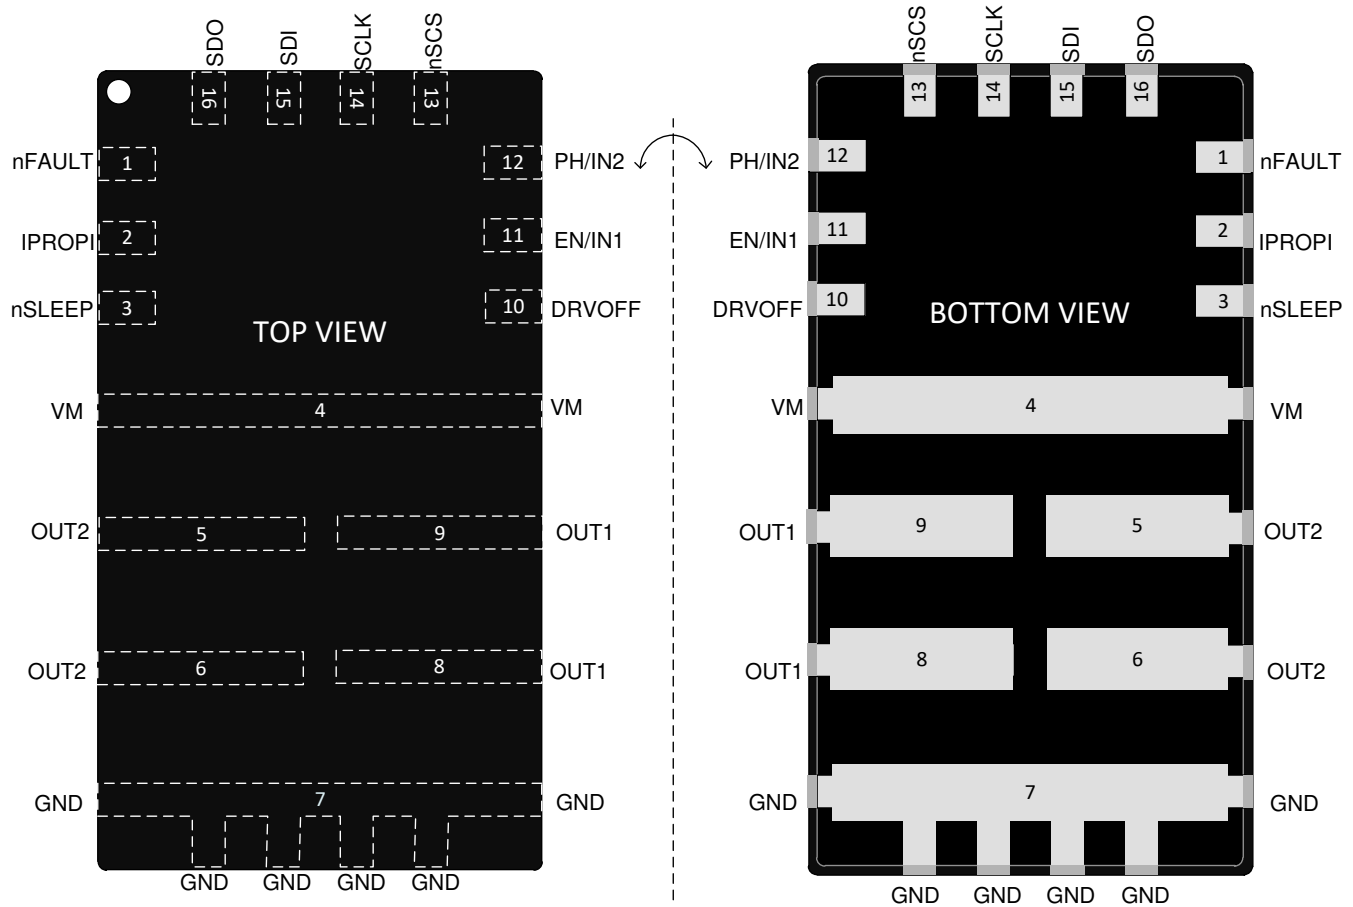 SDO SDI SCLK nSCS
16 15 14 13
nFAULT 1 12 PH/IN2
IPROPI 2 11 EN/IN1
nSLEEP 3 10 DRVOFF
TOP VIEW
VM 4 VM
OUT2 5 9 OUT1
OUT2 6 8 OUT1
GND 7 GND
GND GND GND GND
nSCS SCLK SDI SDO
13 14 15 16
PH/IN2 12 1 nFAULT
EN/IN1 11 2 IPROPI
DRVOFF 10 3 nSLEEP
BOTTOM VIEW
VM 4 VM
OUT1 9 5 OUT2
OUT1 8 6 OUT2
GND 7 GND
GND GND GND GND